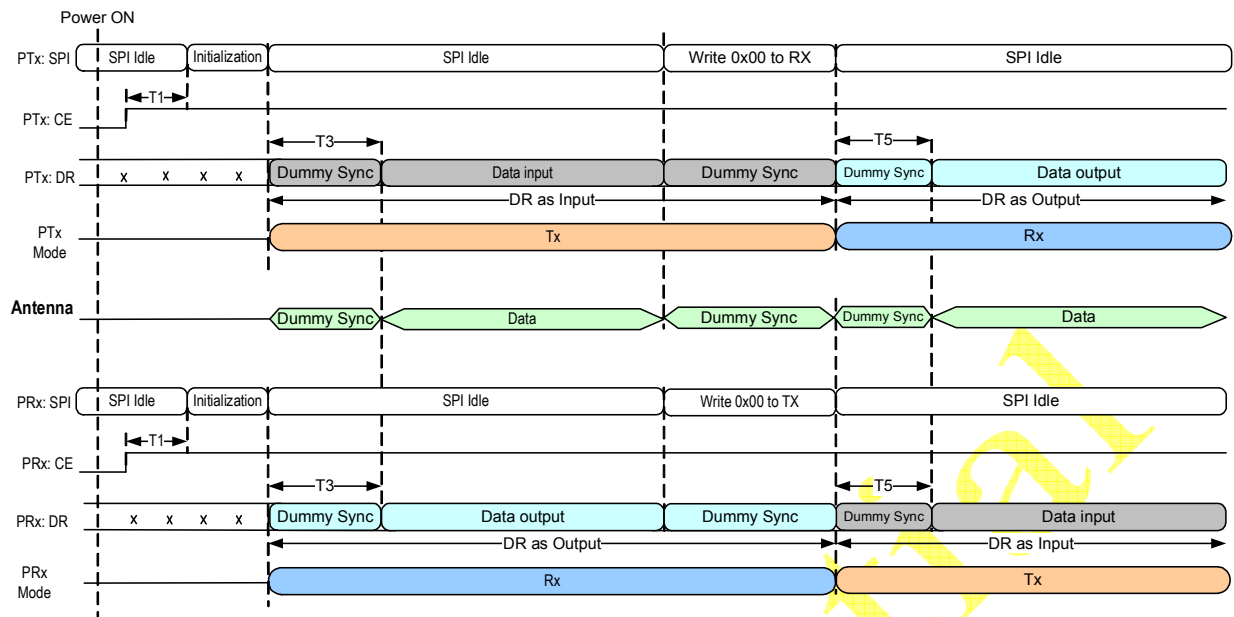 Power ON
PTx: SPI SPI Idle Initialization SPI Idle Write 0x00 to RX SPI Idle
T1
PTx: CE
T3 T5
PTx: DR x x x x Dummy Sync Data input Dummy Sync Dummy Sync Data output
DR as Input DR as Output
PTx
Mode
Tx Rx
Antenna
Dummy Sync Data Dummy Sync Dummy Sync Data
PRx: SPI SPI Idle Initialization SPI Idle Write 0x00 to TX SPI Idle
T1
PRx: CE
T3 T5
PRx: DR x x x x Dummy Sync Data output Dummy Sync Dummy Sync Data input
DR as Output DR as Input
PRx
Mode
Rx Tx